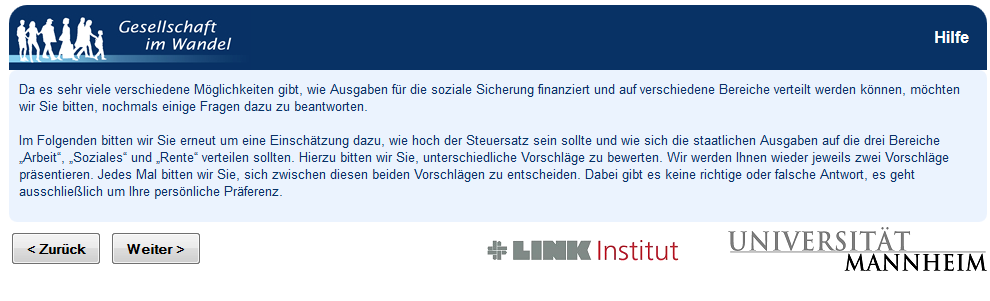 Gesellschaft
im Wandel
Hilfe
Da es sehr viele verschiedene Möglichkeiten gibt, wie Ausgaben für die soziale Sicherung finanziert und auf verschiedene Bereiche verteilt werden können, möchten
wir Sie bitten, nochmals einige Fragen dazu zu beantworten.
Im Folgenden bitten wir Sie erneut um eine Einschätzung dazu, wie hoch der Steuersatz sein sollte und wie sich die staatlichen Ausgaben auf die drei Bereiche
„Arbeit“, „Soziales“ und „Rente“ verteilen sollten. Hierzu bitten wir Sie, unterschiedliche Vorschläge zu bewerten. Wir werden Ihnen wieder jeweils zwei Vorschläge
präsentieren. Jedes Mal bitten wir Sie, sich zwischen diesen beiden Vorschlägen zu entscheiden. Dabei gibt es keine richtige oder falsche Antwort, es geht
ausschließlich um Ihre persönliche Präferenz.
< Zurück
Weiter >
LINK Institut
UNIVERSITÄT
MANNHEIM